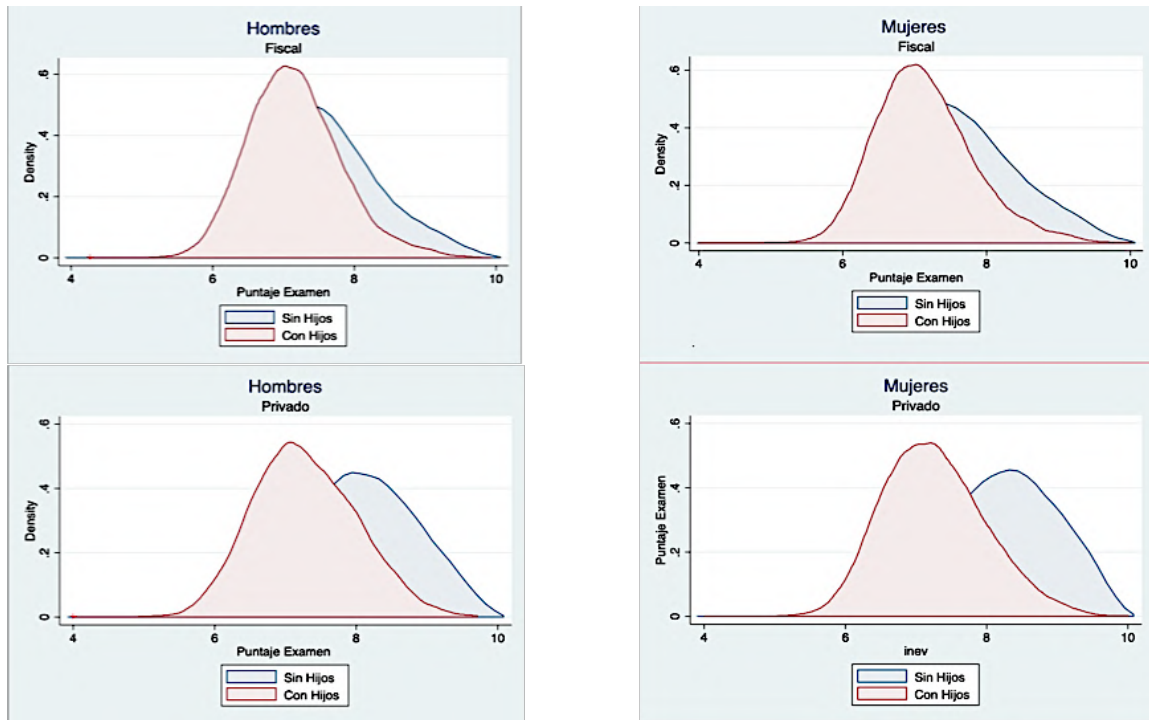 Hombres
Fiscal
Density
0 .2 .4 .6
4 6 8 10
Puntaje Examen
Sin Hijos
Con Hijos
Mujeres
Fiscal
Density
0 .2 .4 .6
4 6 8 10
Puntaje Examen
Sin Hijos
Con Hijos
Hombres
Privado
Density
0 .2 .4 .6
4 6 8 10
Puntaje Examen
Sin Hijos
Con Hijos
Mujeres
Privado
Puntaje Examen
0 .2 .4 .6
4 6 8 10
inev
Sin Hijos
Con Hijos